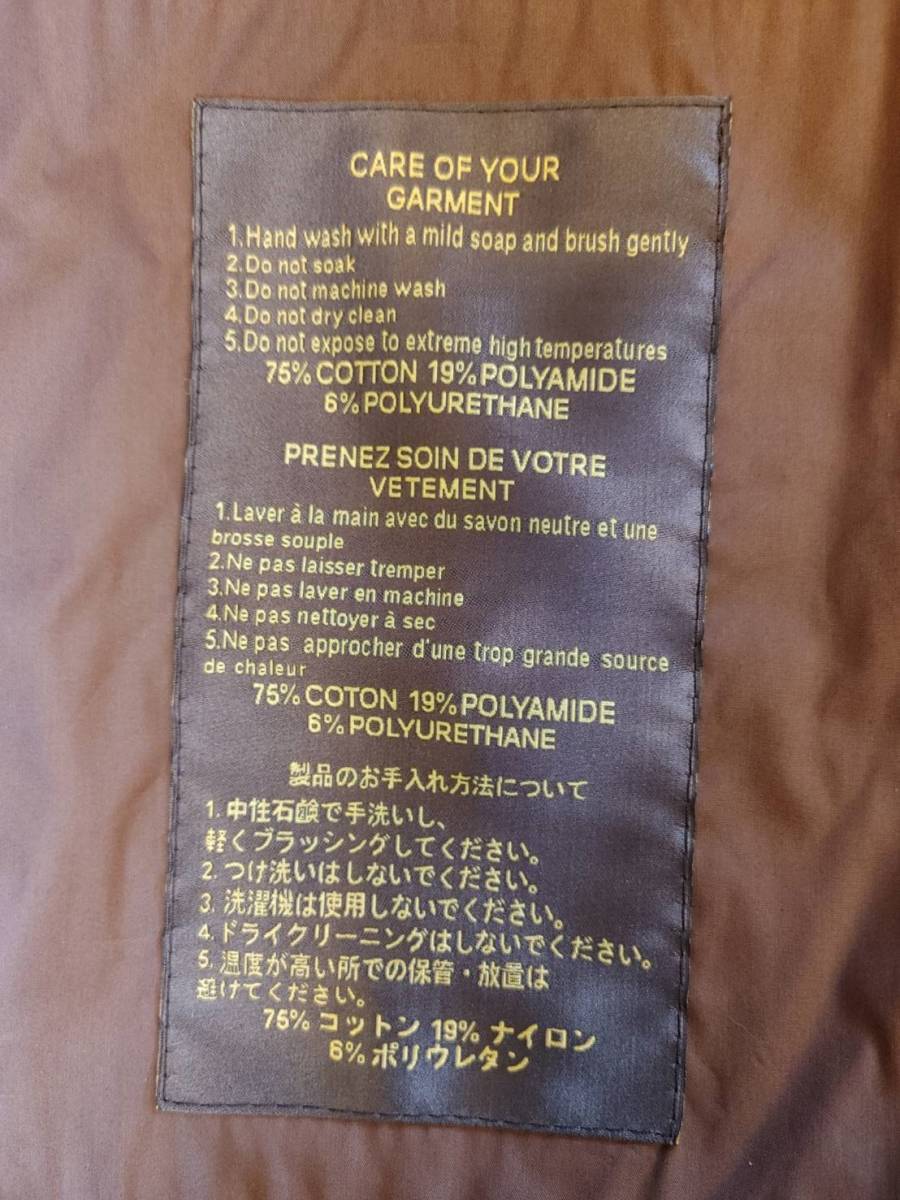 CARE OF YOUR
GARMENT
1.Hand wash with a mild soap and brush gently
2.Do not soak
3.Do not machine wash
4.Do not dry clean
5.Do not expose to extreme high temperatures
75% COTTON 19% POLYAMIDE
6% POLYURETHANE
PRENEZ SOIN DE VOTRE
VETEMENT
1.Laver à la main avec du savon neutre et une
brosse souple
2.Ne pas laisser tremper
3.Ne pas laver en machine
4.Ne pas nettoyer à sec
5.Ne pas approcher d'une trop grande source
de chaleur
75% COTON 19% POLYAMIDE
6% POLYURETHANE
製品のお手入れ方法について
1. 中性石鹸で手洗いし、
軽くブラッシングしてください。
2. つけ洗いはしないでください。
3. 洗濯機は使用しないでください。
4. ドライクリーニングはしないでください。
5. 温度が高い所での保管・放置は
避けてください。
75% コットン 19% ナイロン
6% ポリウレタン